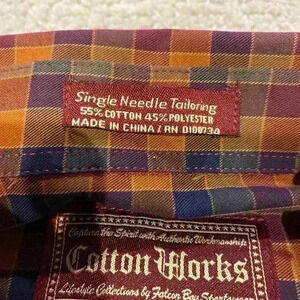 Single Needle Tailoring
55% COTTON 45% POLYESTER
MADE IN CHINA / RN D10073A
Capture the Spirit with Authentic Workmanship
Cotton Works
Lifestyle Collections by Falcon Bay Sportswear